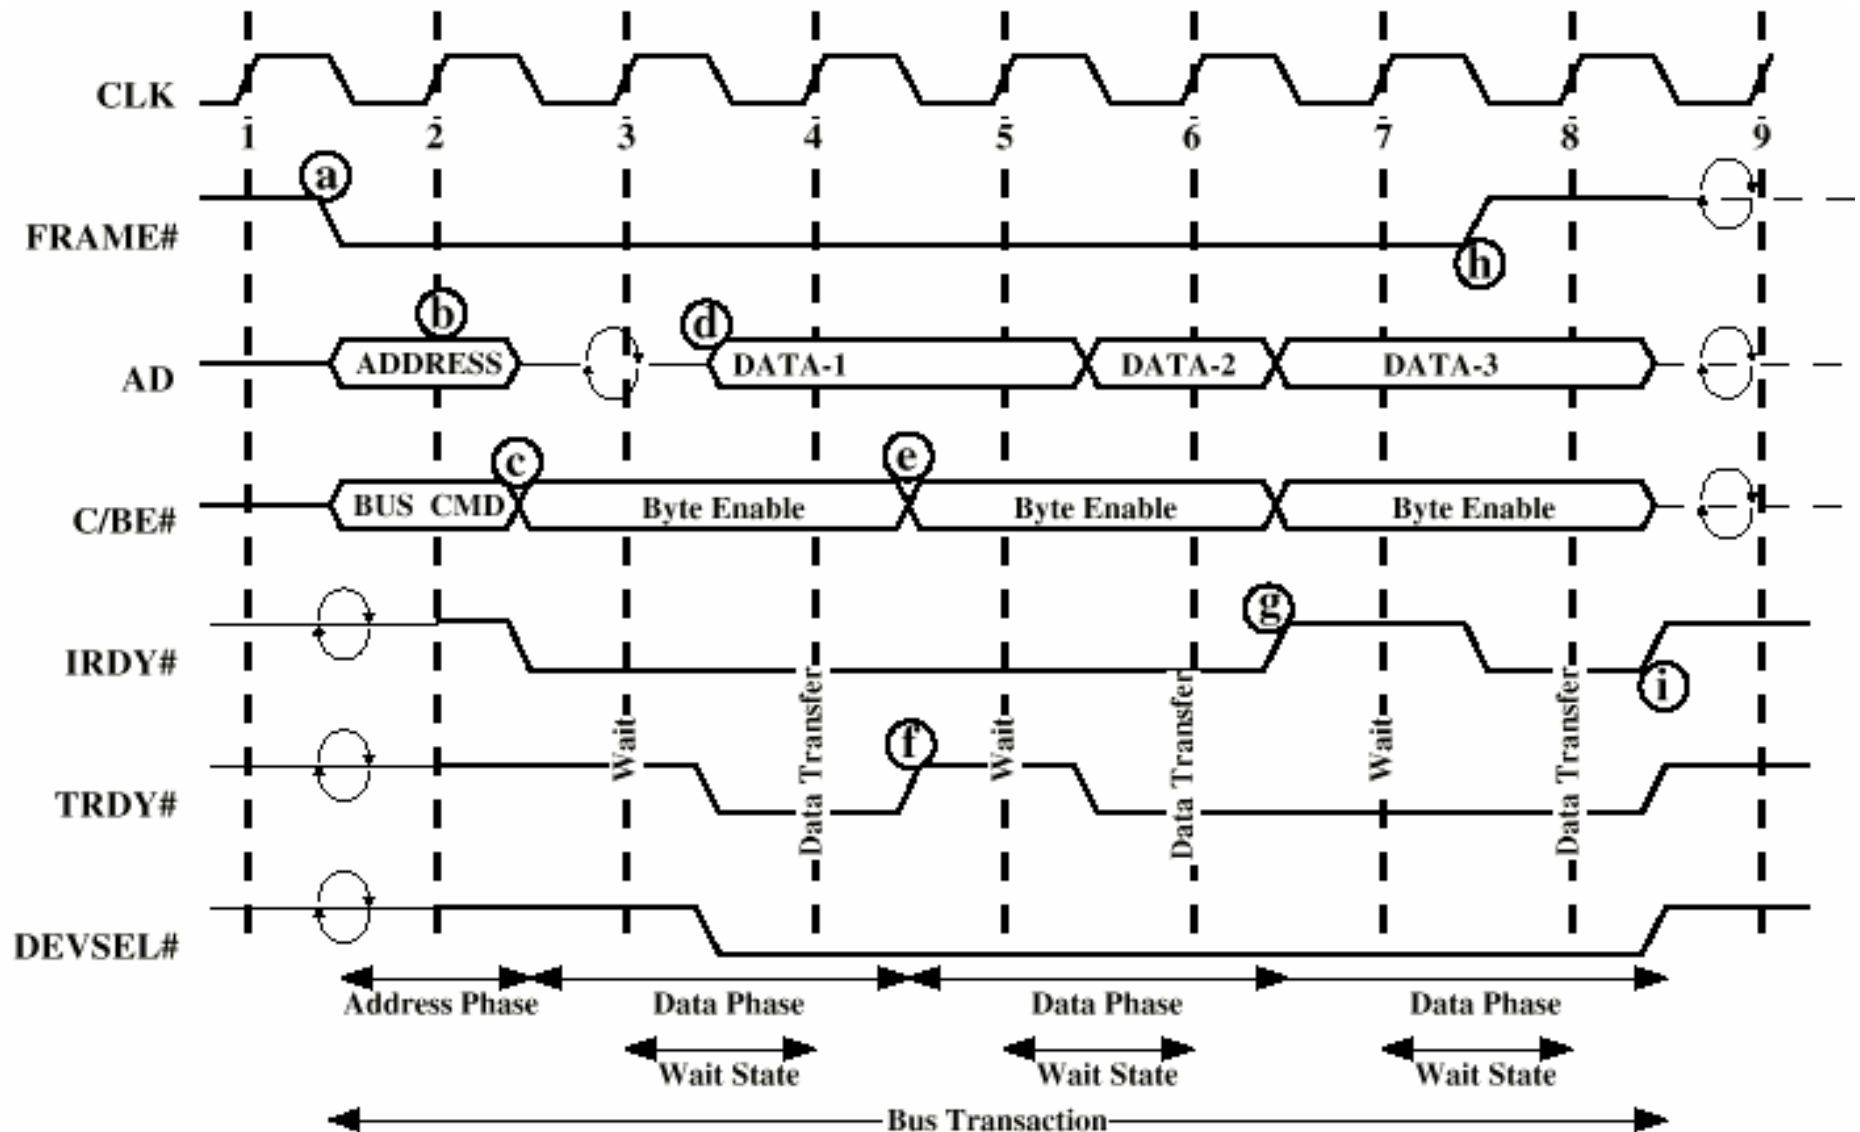 CLK
1 2 3 4 5 6 7 8 9
a
FRAME#
h
b
d
ADDRESS DATA-1 DATA-2 DATA-3
AD
c
e
BUS CMD Byte Enable Byte Enable Byte Enable
C/BE#
g
IRDY#
i
Wait
Data Transfer
Wait
Data Transfer
Wait
Data Transfer
f
TRDY#
DEVSEL#
Address Phase Data Phase Data Phase Data Phase
Wait State Wait State Wait State
Bus Transaction